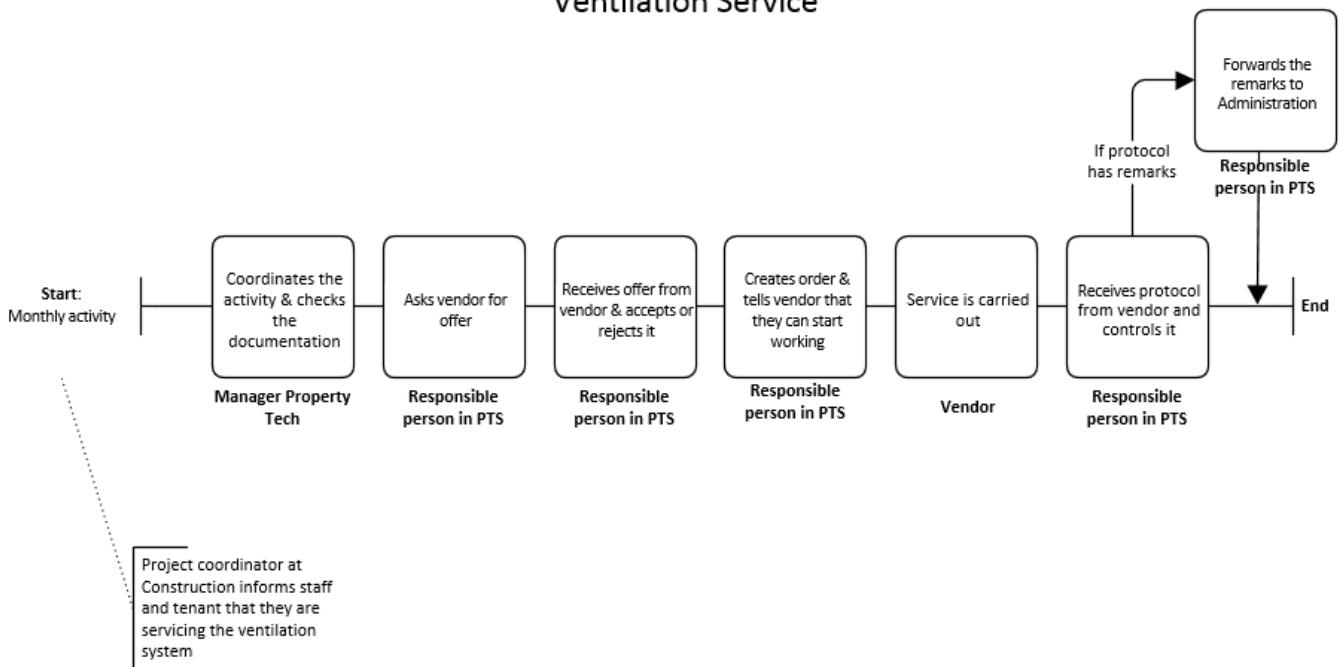 Ventilation Service
Forwards the
remarks to
Administration
Responsible
person in PTS
If protocol
has remarks
Start:
Monthly activity
Coordinates the
activity & checks
the
documentation
Manager Property
Tech
Asks vendor for
offer
Responsible
person in PTS
Receives offer from
vendor & accepts or
rejects it
Responsible
person in PTS
Creates order &
tells vendor that
they can start
working
Responsible
person in PTS
Service is carried
out
Vendor
Receives protocol
from vendor and
controls it
Responsible
person in PTS
End
Project coordinator at
Construction informs staff
and tenant that they are
servicing the ventilation
system